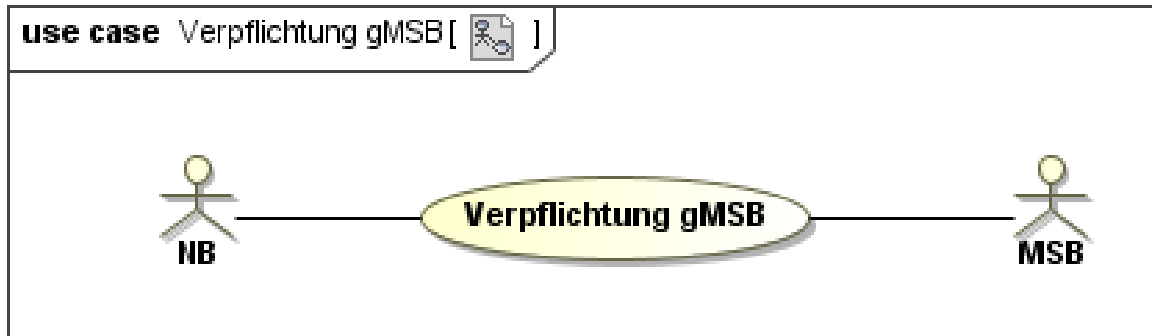 use case Verpflichtung gMSB [ ]
Verpflichtung gMSB
NB
MSB